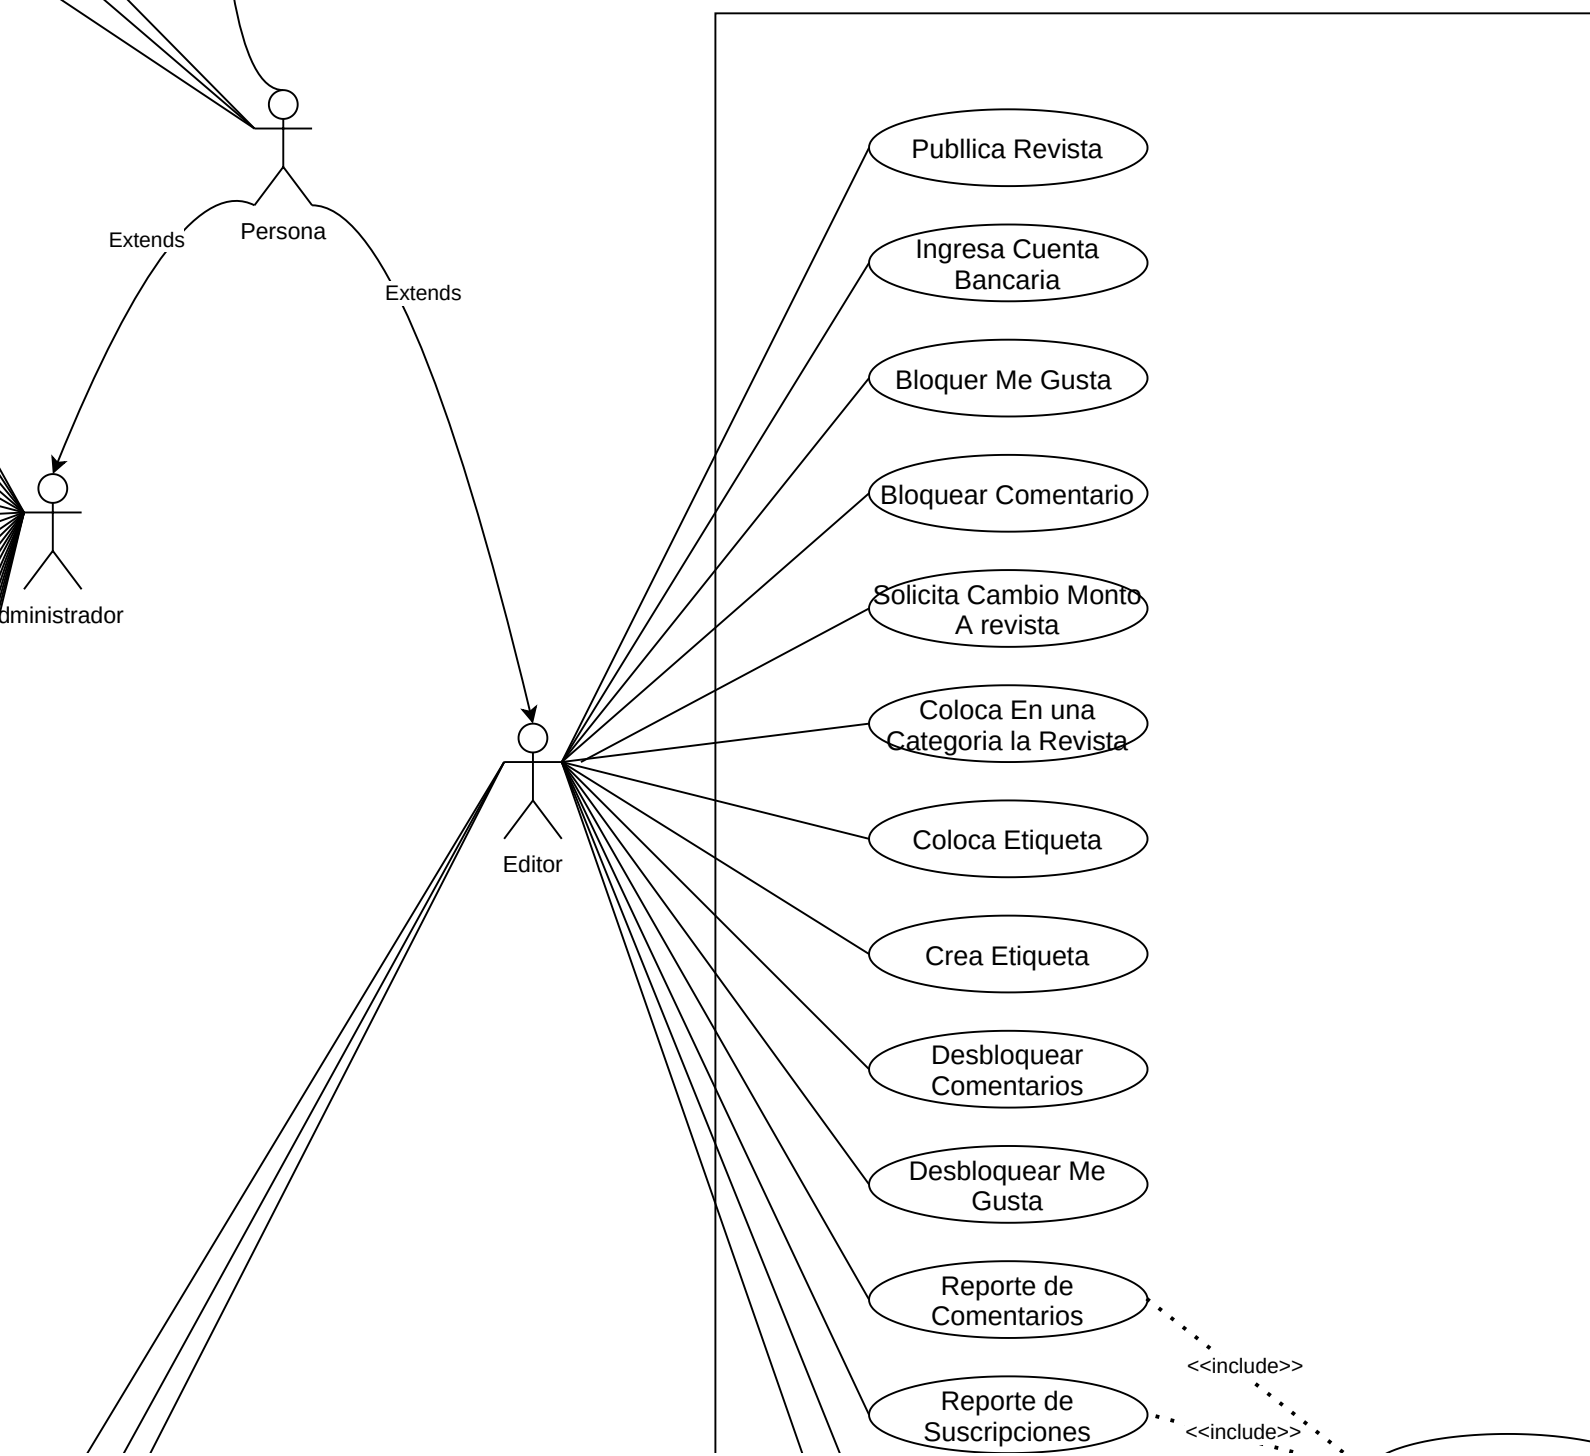 Publlica Revista
Persona
Extends
Ingresa Cuenta
Bancaria
Extends
Bloquer Me Gusta
Bloquear Comentario
dministrador
Solicita Cambio Monto
A revista
Coloca En una
Categoria la Revista
Editor
Coloca Etiqueta
Crea Etiqueta
Desbloquear
Comentarios
Desbloquear Me
Gusta
Reporte de
Comentarios
<<include>>
Reporte de
Suscripciones
<<include>>